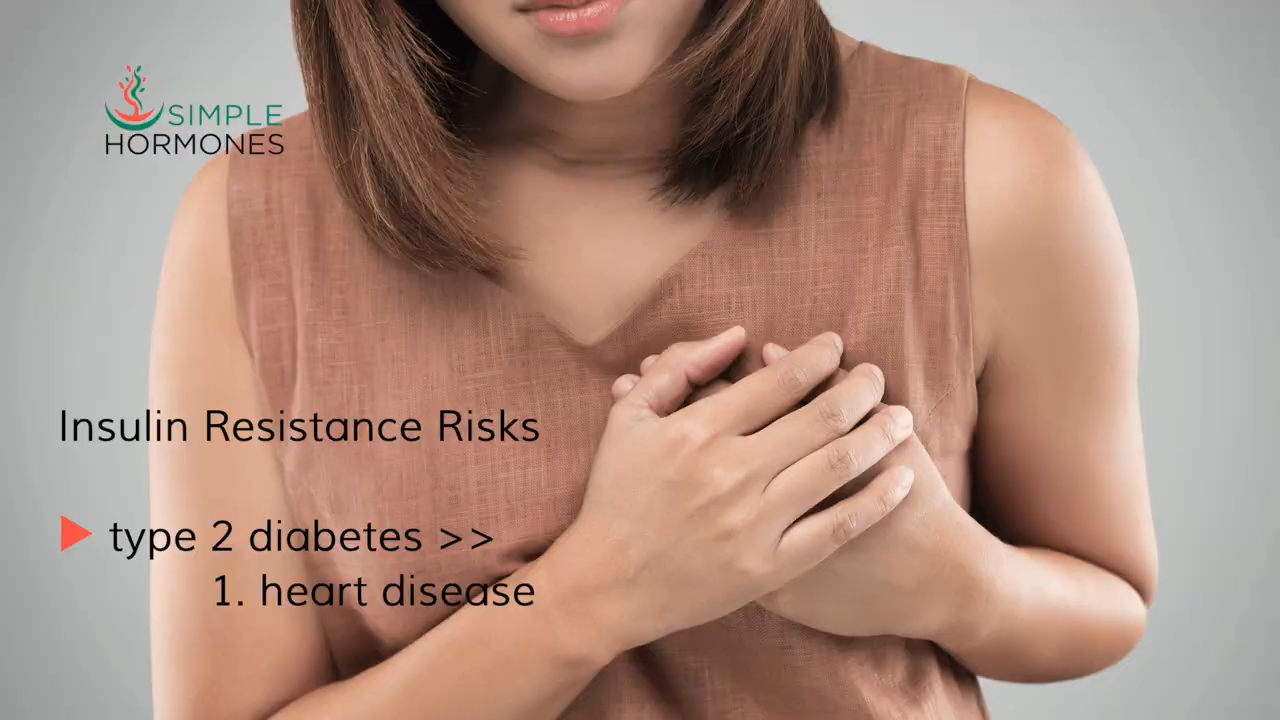 SIMPLE
HORMONES
Insulin Resistance Risks
type 2 diabetes >>
1. heart disease